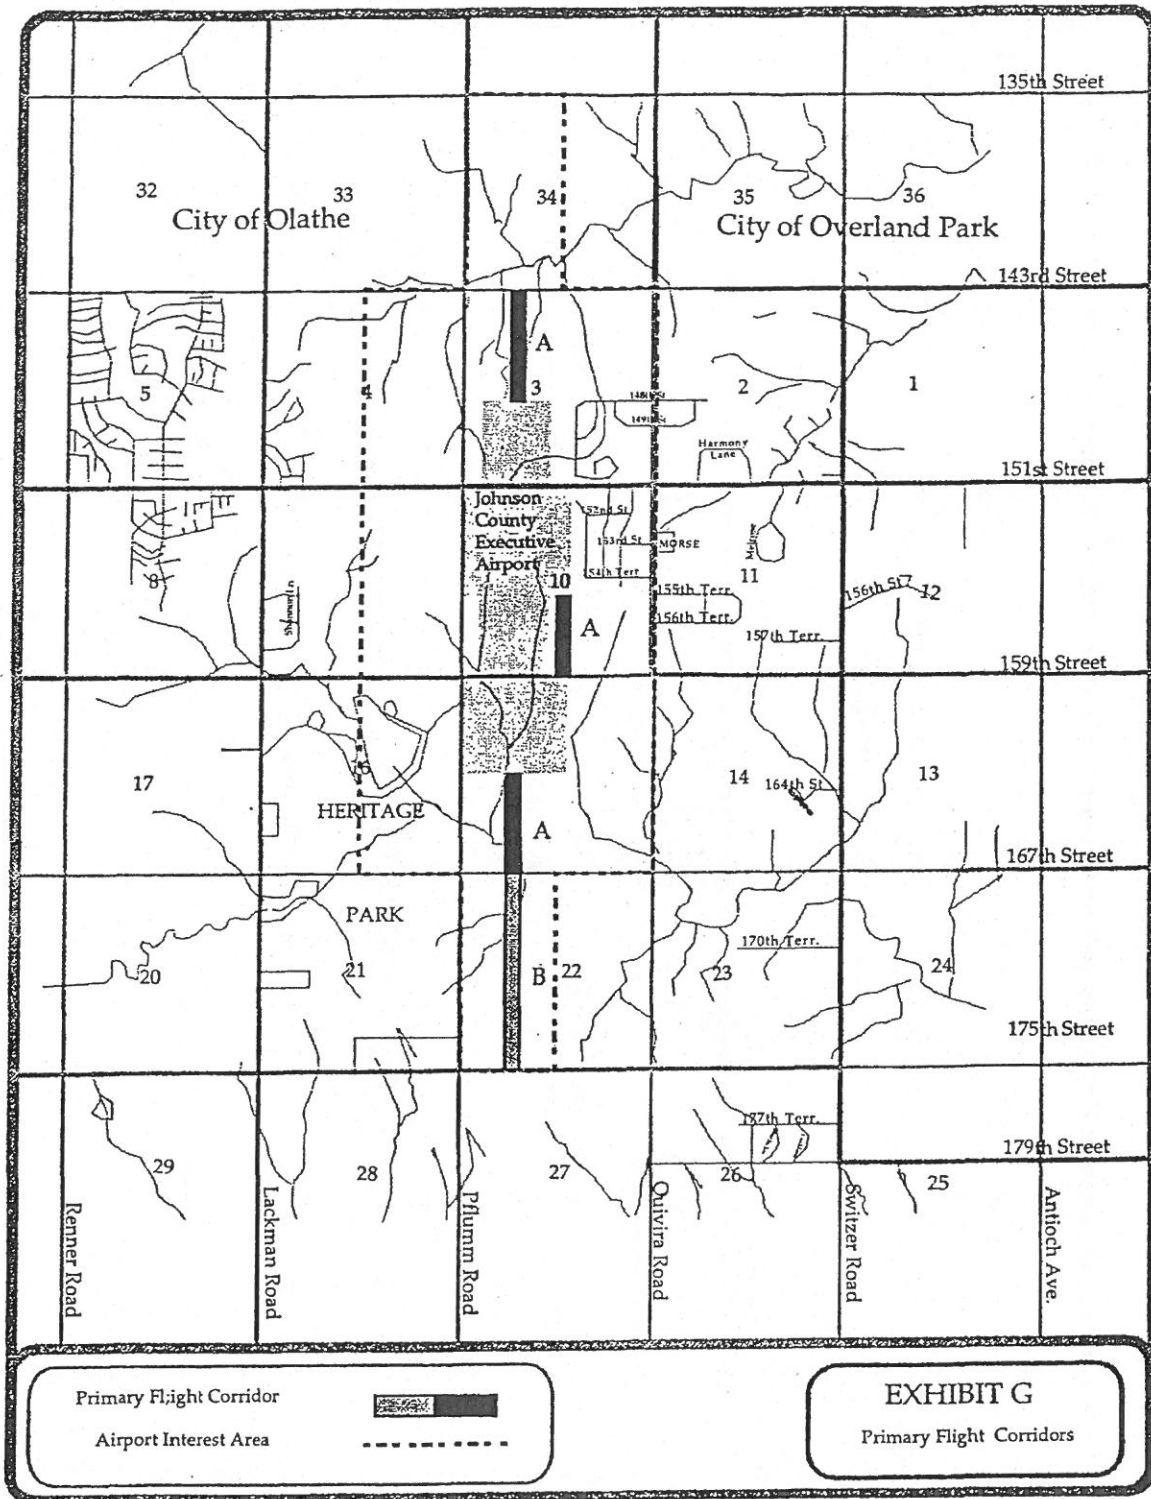 135th Street
32
33
34
35
36
City of Olathe
City of Overland Park
143rd Street
A
5
4
3
2
1
148th St
149th St
Harmony
Lane
151st Street
Johnson
County
Executive
Airport
152nd St
153rd St
MORSE
154th Terr
8
10
11
12
155th Terr
156th St
156th Terr.
A
157th Terr.
159th Street
17
14
13
164th St
HERITAGE
A
167th Street
PARK
170th Terr.
20
21
B
22
23
24
175th Street
177th Terr.
179th Street
29
28
27
26
25
Renner Road
Lackman Road
Pflumm Road
Quivira Road
Switzer Road
Antioch Ave.
Primary Fl;ight Corridor
Airport Interest Area
EXHIBIT G
Primary Flight Corridors